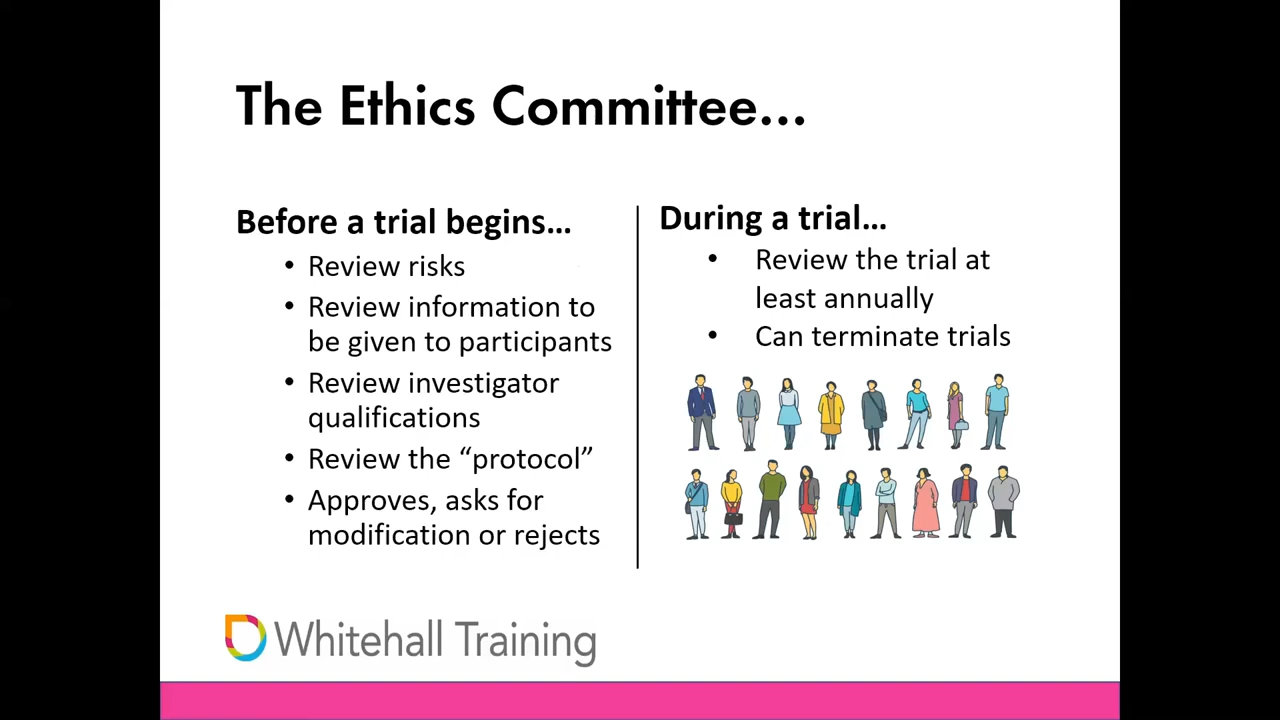 The Ethics Committee...
Before a trial begins...
• Review risks
• Review information to
be given to participants
• Review investigator
qualifications
• Review the “protocol”
• Approves, asks for
modification or rejects
During a trial...
• Review the trial at
least annually
• Can terminate trials
Whitehall Training